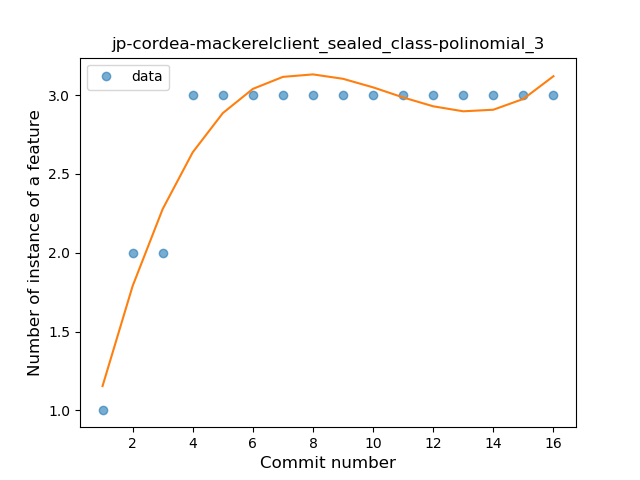 jp-cordea-mackerelclient_sealed_class-polinomial_3
data
Number of instance of a feature
3.0
2.5
2.0
1.5
1.0
2 4 6 8 10 12 14 16
Commit number